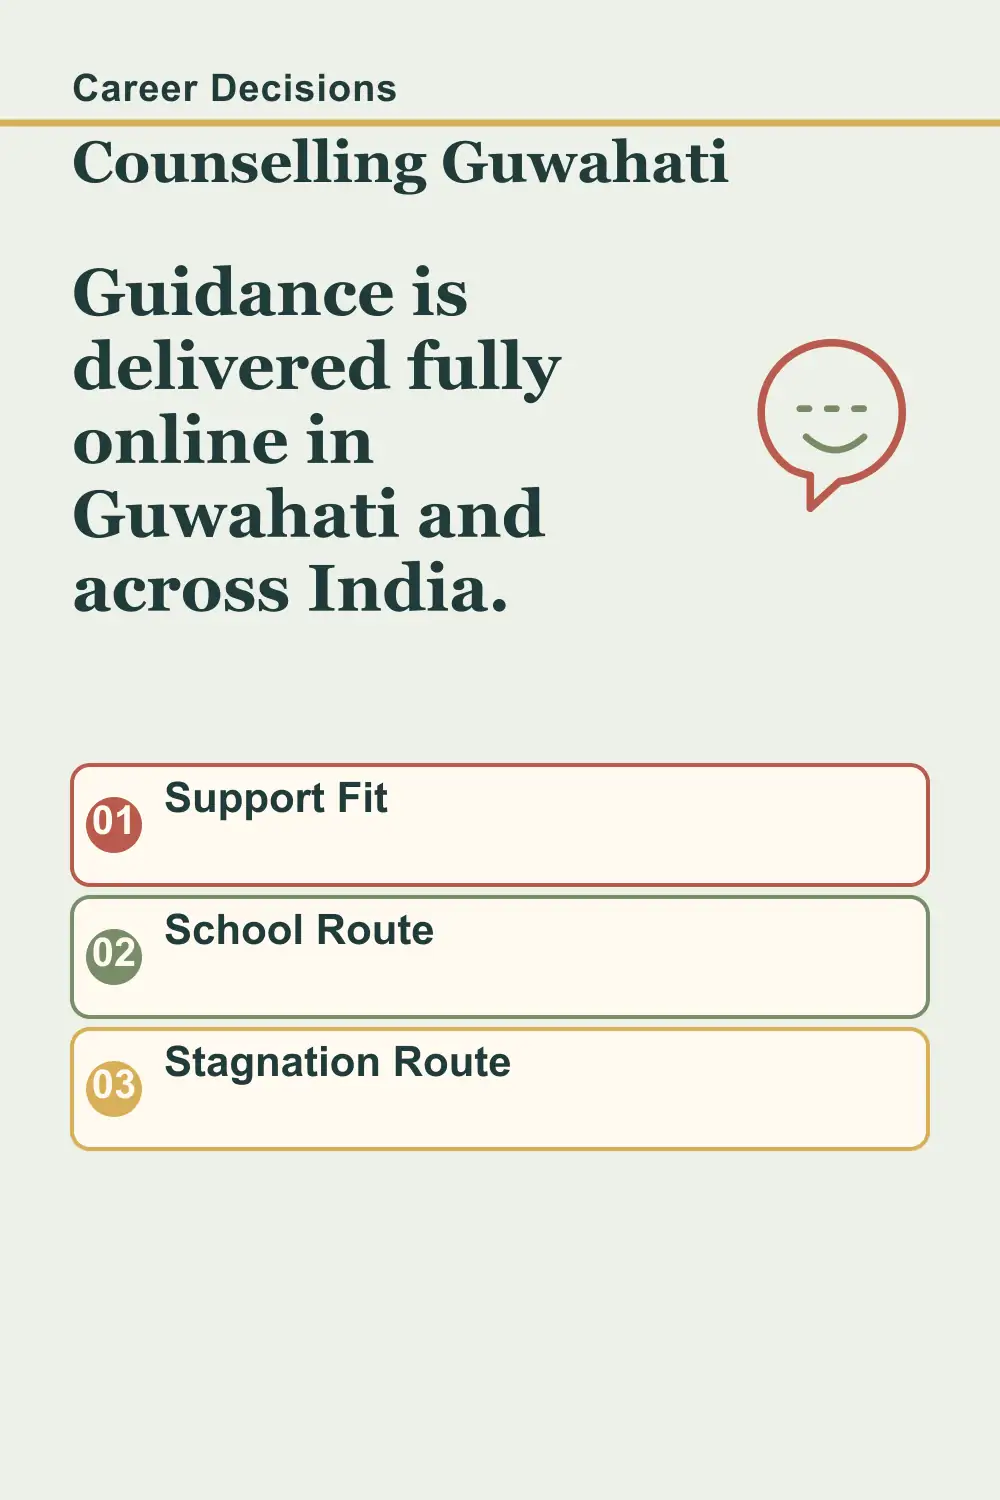 Career Decisions
Counselling Guwahati
Guidance is
delivered fully
online in
Guwahati and
across India.
01
Support Fit
02
School Route
03
Stagnation Route